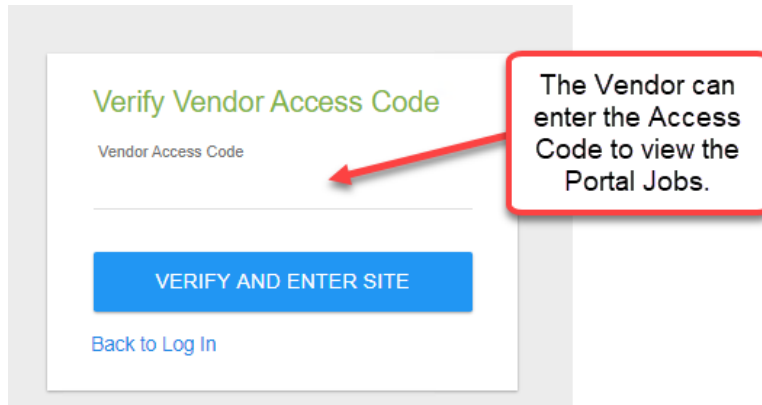 Verify Vendor Access Code
Vendor Access Code
VERIFY AND ENTER SITE
Back to Log In
The Vendor can
enter the Access
Code to view the
Portal Jobs.